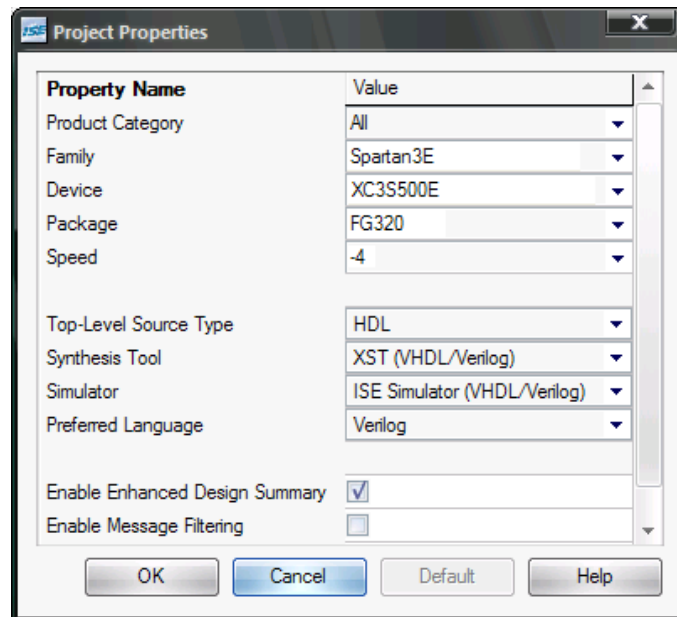 ISE Project Properties
X
Property Name Value
Product Category All
Family Spartan3E
Device XC3S500E
Package FG320
Speed -4
Top-Level Source Type HDL
Synthesis Tool XST (VHDL/Verilog)
Simulator ISE Simulator (VHDL/Verilog)
Preferred Language Verilog
Enable Enhanced Design Summary
Enable Message Filtering
OK Cancel Default Help